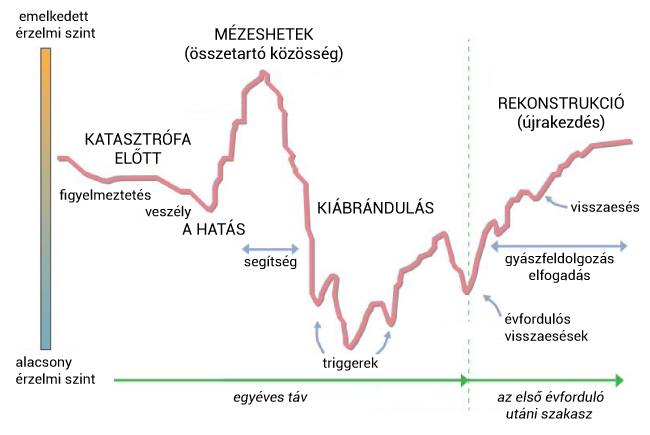 emelkedett
érzelmi szint
MÉZESHETEK
(összetartó közösség)
REKONSTRUKCIÓ
(újrakezdés)
KATASZTRÓFA
ELŐTT
figyelmeztetés
veszély
A HATÁS
KIÁBRÁNDULÁS
visszaesés
segítség
gyászfeldolgozás
elfogadás
évfordulós
visszaesések
triggerek
alacsony
érzelmi szint
egyéves táv
az első évforduló
utáni szakasz